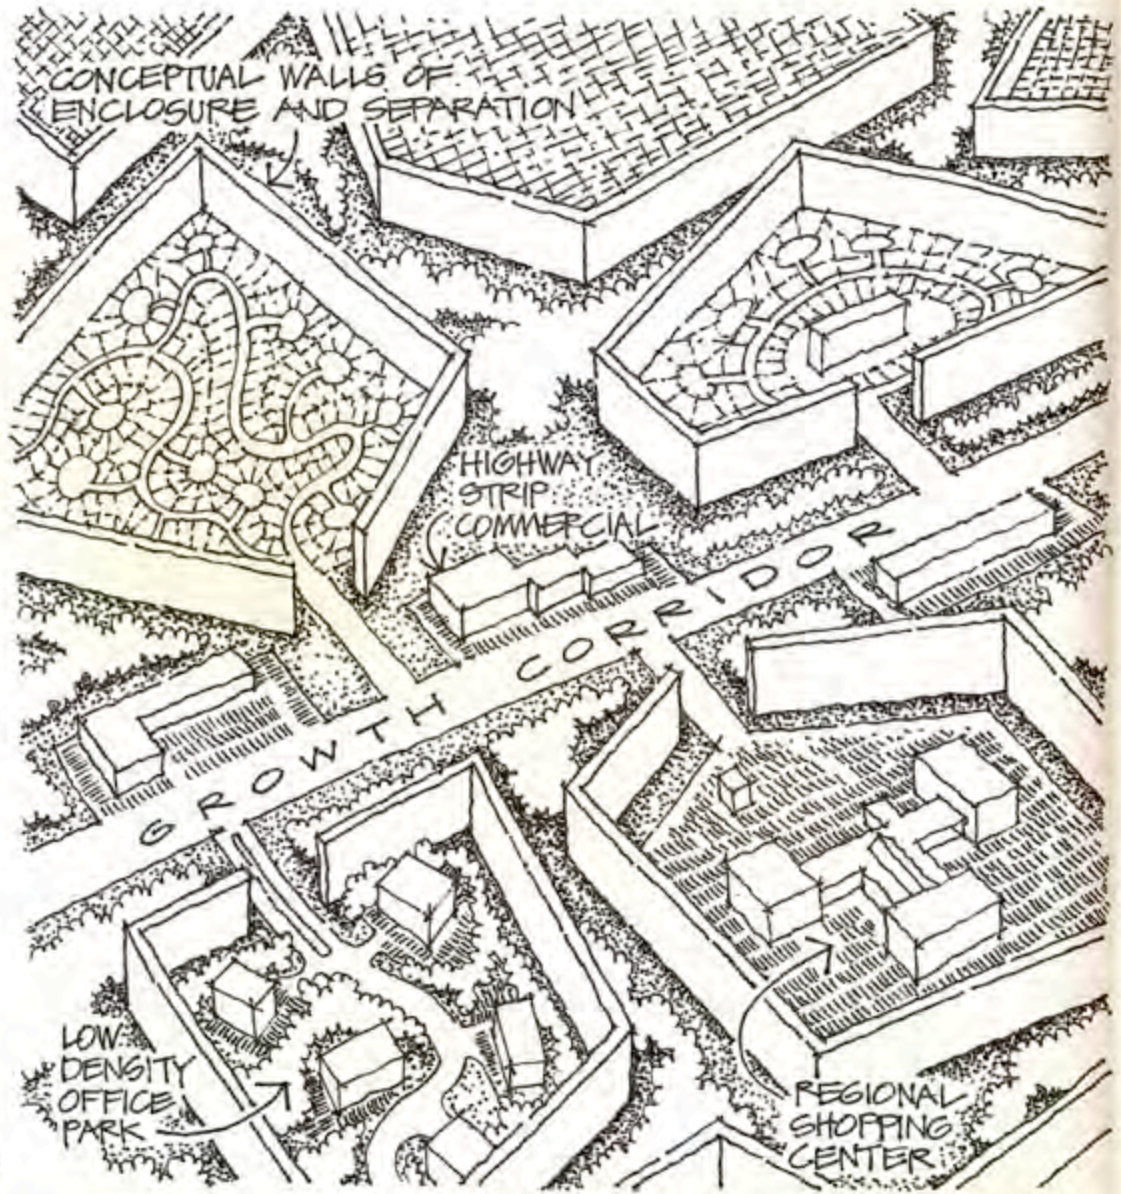 CONCEPTUAL WALLS OF
ENCLOSURE AND SEPARATION
HIGHWAY
STRIP
COMMERCIAL
GROWTH CORRIDOR
LOW
DENSITY
OFFICE
PARK
REGIONAL
SHOPPING
CENTER